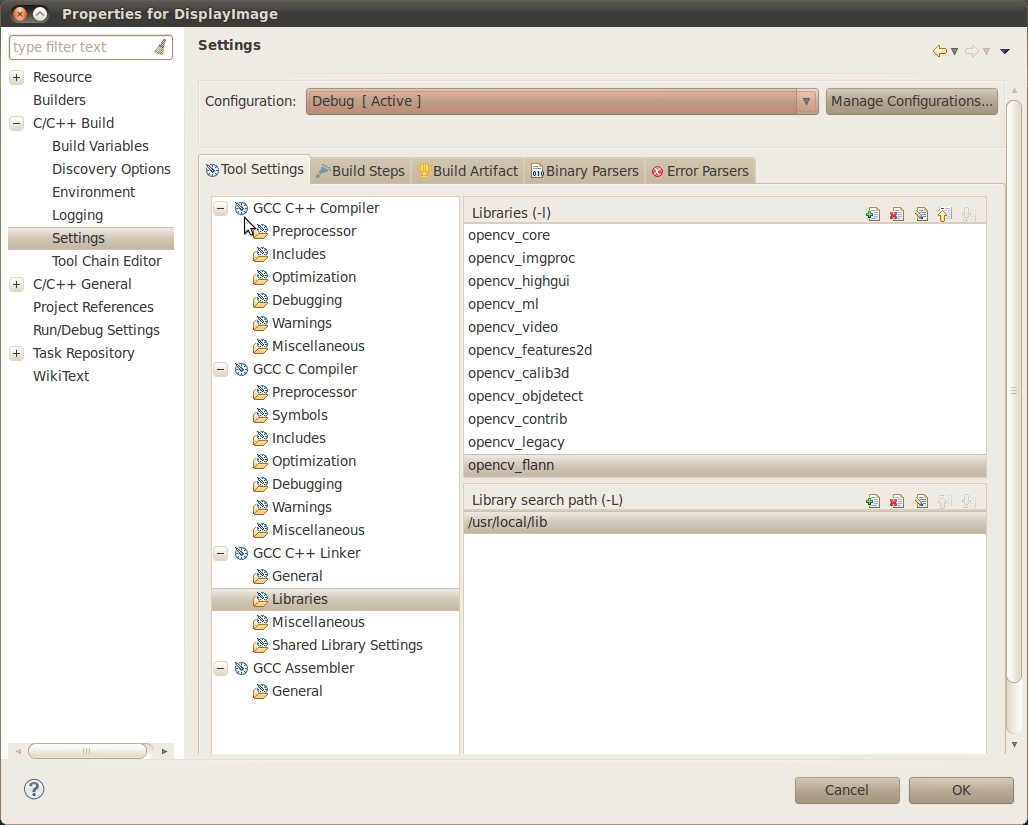 Properties for DisplayImage
type filter text
Resource
Builders
C/C++ Build
Build Variables
Discovery Options
Environment
Logging
Settings
Tool Chain Editor
C/C++ General
Project References
Run/Debug Settings
Task Repository
WikiText
Settings
Configuration: Debug [ Active ] Manage Configurations...
Tool Settings Build Steps Build Artifact Binary Parsers Error Parsers
GCC C++ Compiler
Preprocessor
Includes
Optimization
Debugging
Warnings
Miscellaneous
GCC C Compiler
Preprocessor
Symbols
Includes
Optimization
Debugging
Warnings
Miscellaneous
GCC C++ Linker
General
Libraries
Miscellaneous
Shared Library Settings
GCC Assembler
General
Libraries (-l)
opencv_core
opencv_imgproc
opencv_highgui
opencv_ml
opencv_video
opencv_features2d
opencv_calib3d
opencv_objdetect
opencv_contrib
opencv_legacy
opencv_flann
Library search path (-L)
/usr/local/lib
Cancel OK